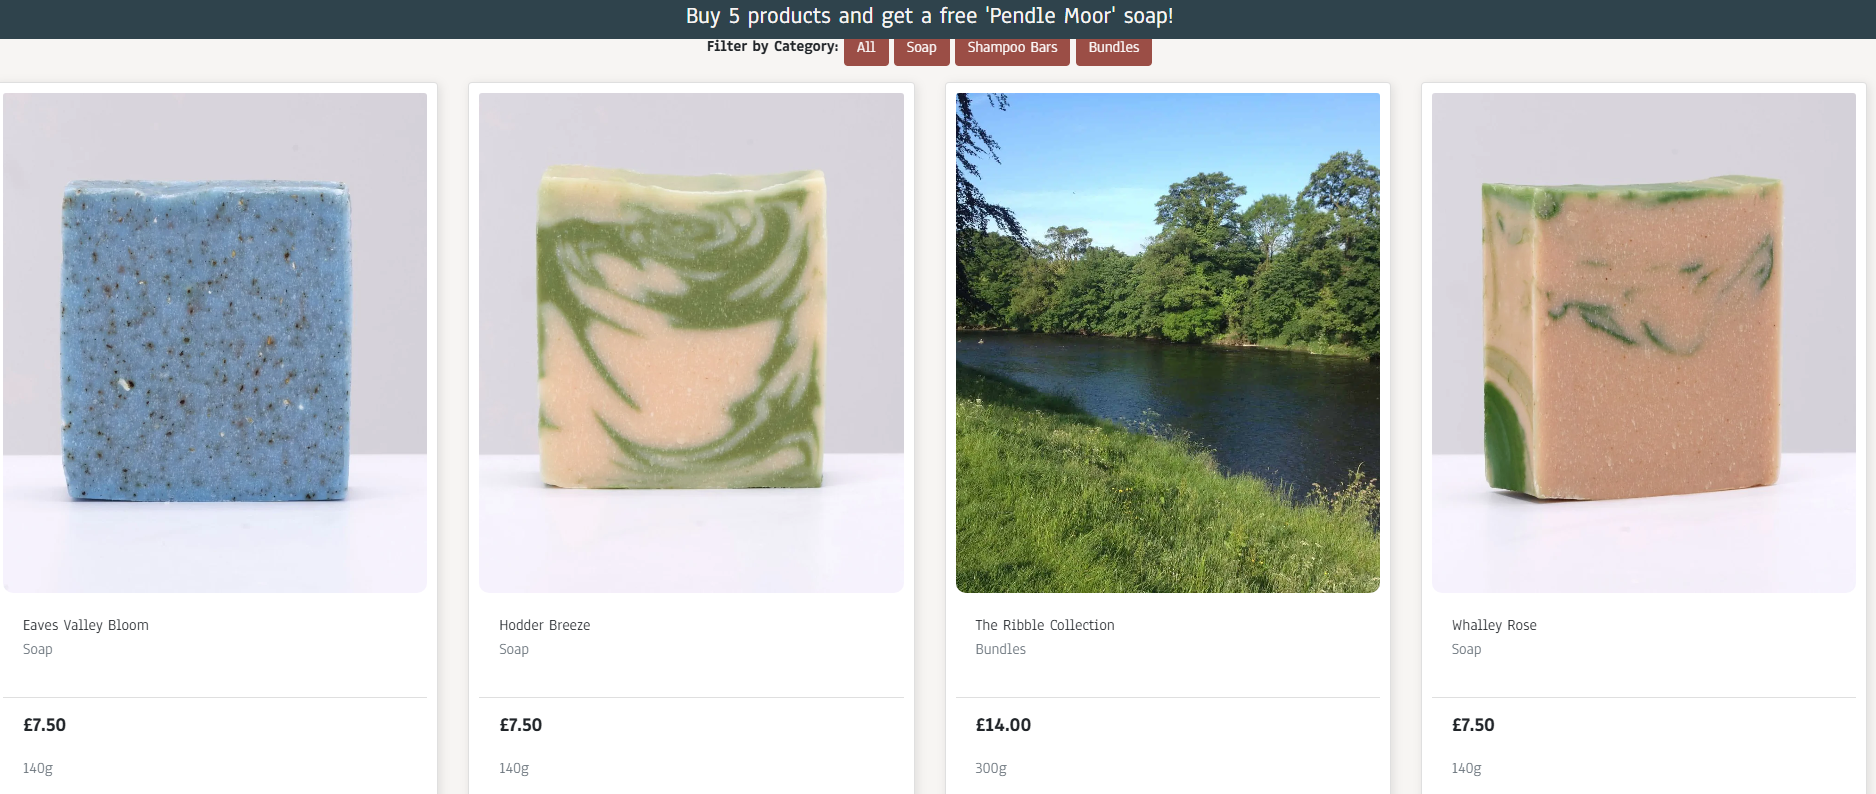 Buy 5 products and get a free 'Pendle Moor' soap!
Filter by Category: All Soap Shampoo Bars Bundles
Eaves Valley Bloom
Soap
£7.50
140g
Hodder Breeze
Soap
£7.50
140g
The Ribble Collection
Bundles
£14.00
300g
Whalley Rose
Soap
£7.50
140g